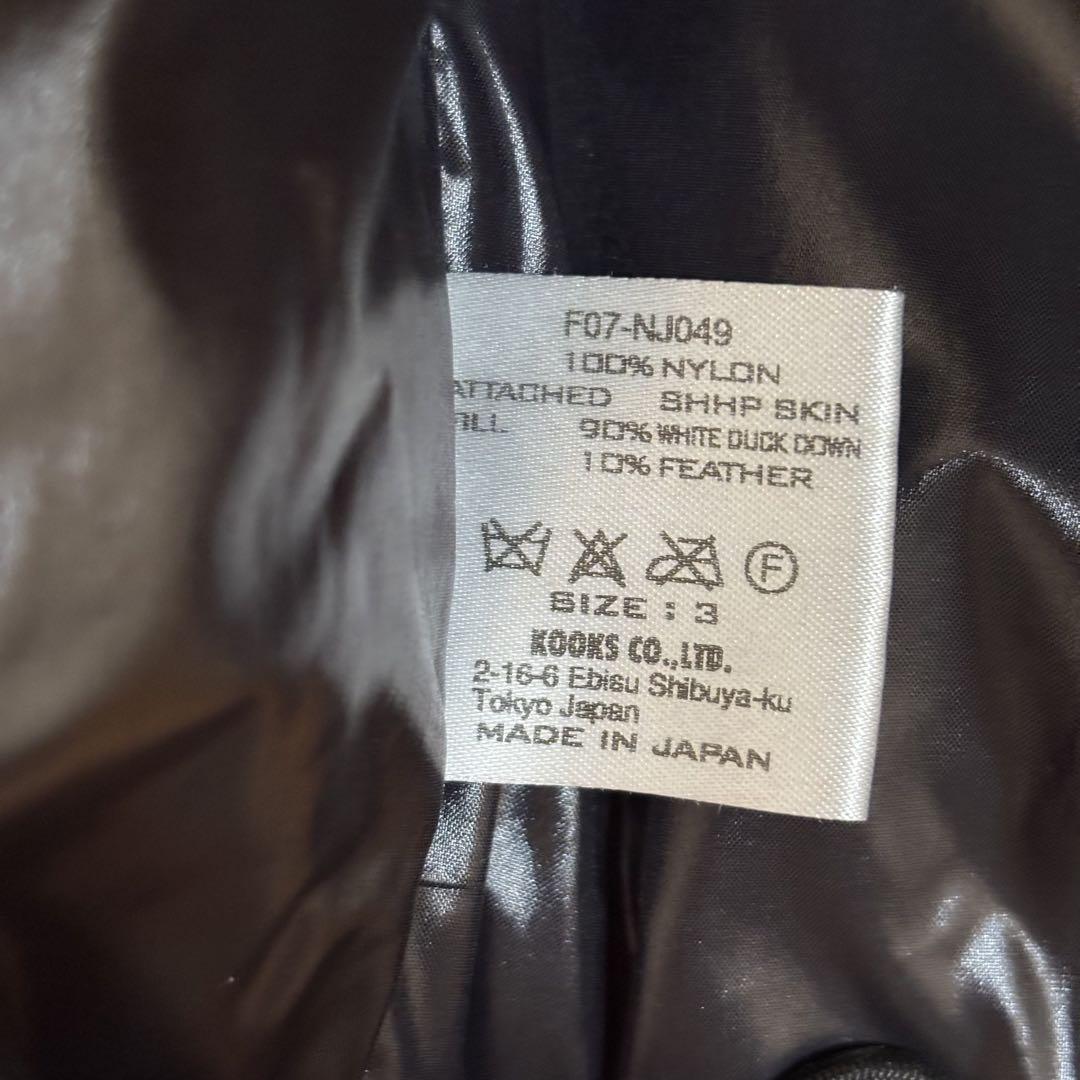 F07-NJ049
100% NYLON
ATTACHED SHHP SKIN
90% WHITE DUCK DOWN
10% FEATHER
F
SIZE : 3
KOOKS CO.,LTD.
2-16-6 Ebisu Shibuya-ku
Tokyo Japan
MADE IN JAPAN